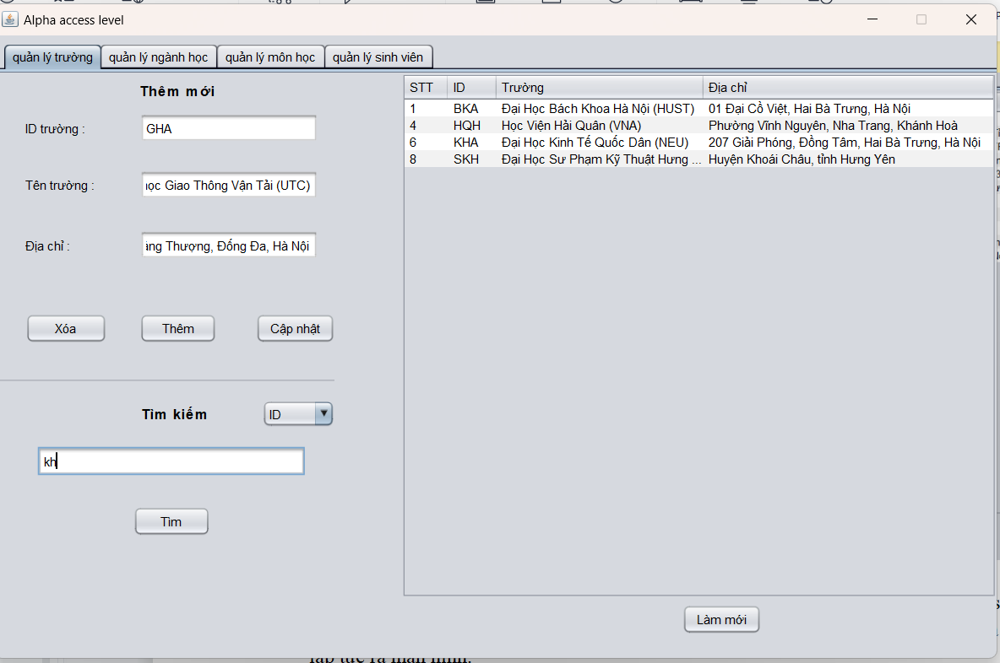 Alpha access level
quản lý trường quản lý ngành học quản lý môn học quản lý sinh viên
Thêm mới
ID trường : GHA
Tên trường : học Giao Thông Vận Tải (UTC)
Địa chỉ : Thượng, Đống Đa, Hà Nội
Xóa Thêm Cập nhật
Tìm kiếm ID
kh
Tìm
STT ID Trường Địa chỉ
1 BKA Đại Học Bách Khoa Hà Nội (HUST) 01 Đại Cồ Việt, Hai Bà Trưng, Hà Nội
4 HQH Học Viện Hải Quân (VNA) Phường Vĩnh Nguyên, Nha Trang, Khánh Hoà
6 KHA Đại Học Kinh Tế Quốc Dân (NEU) 207 Giải Phóng, Đồng Tâm, Hai Bà Trưng, Hà Nội
8 SKH Đại Học Sư Phạm Kỹ Thuật Hưng ... Huyện Khoái Châu, tỉnh Hưng Yên
Làm mới